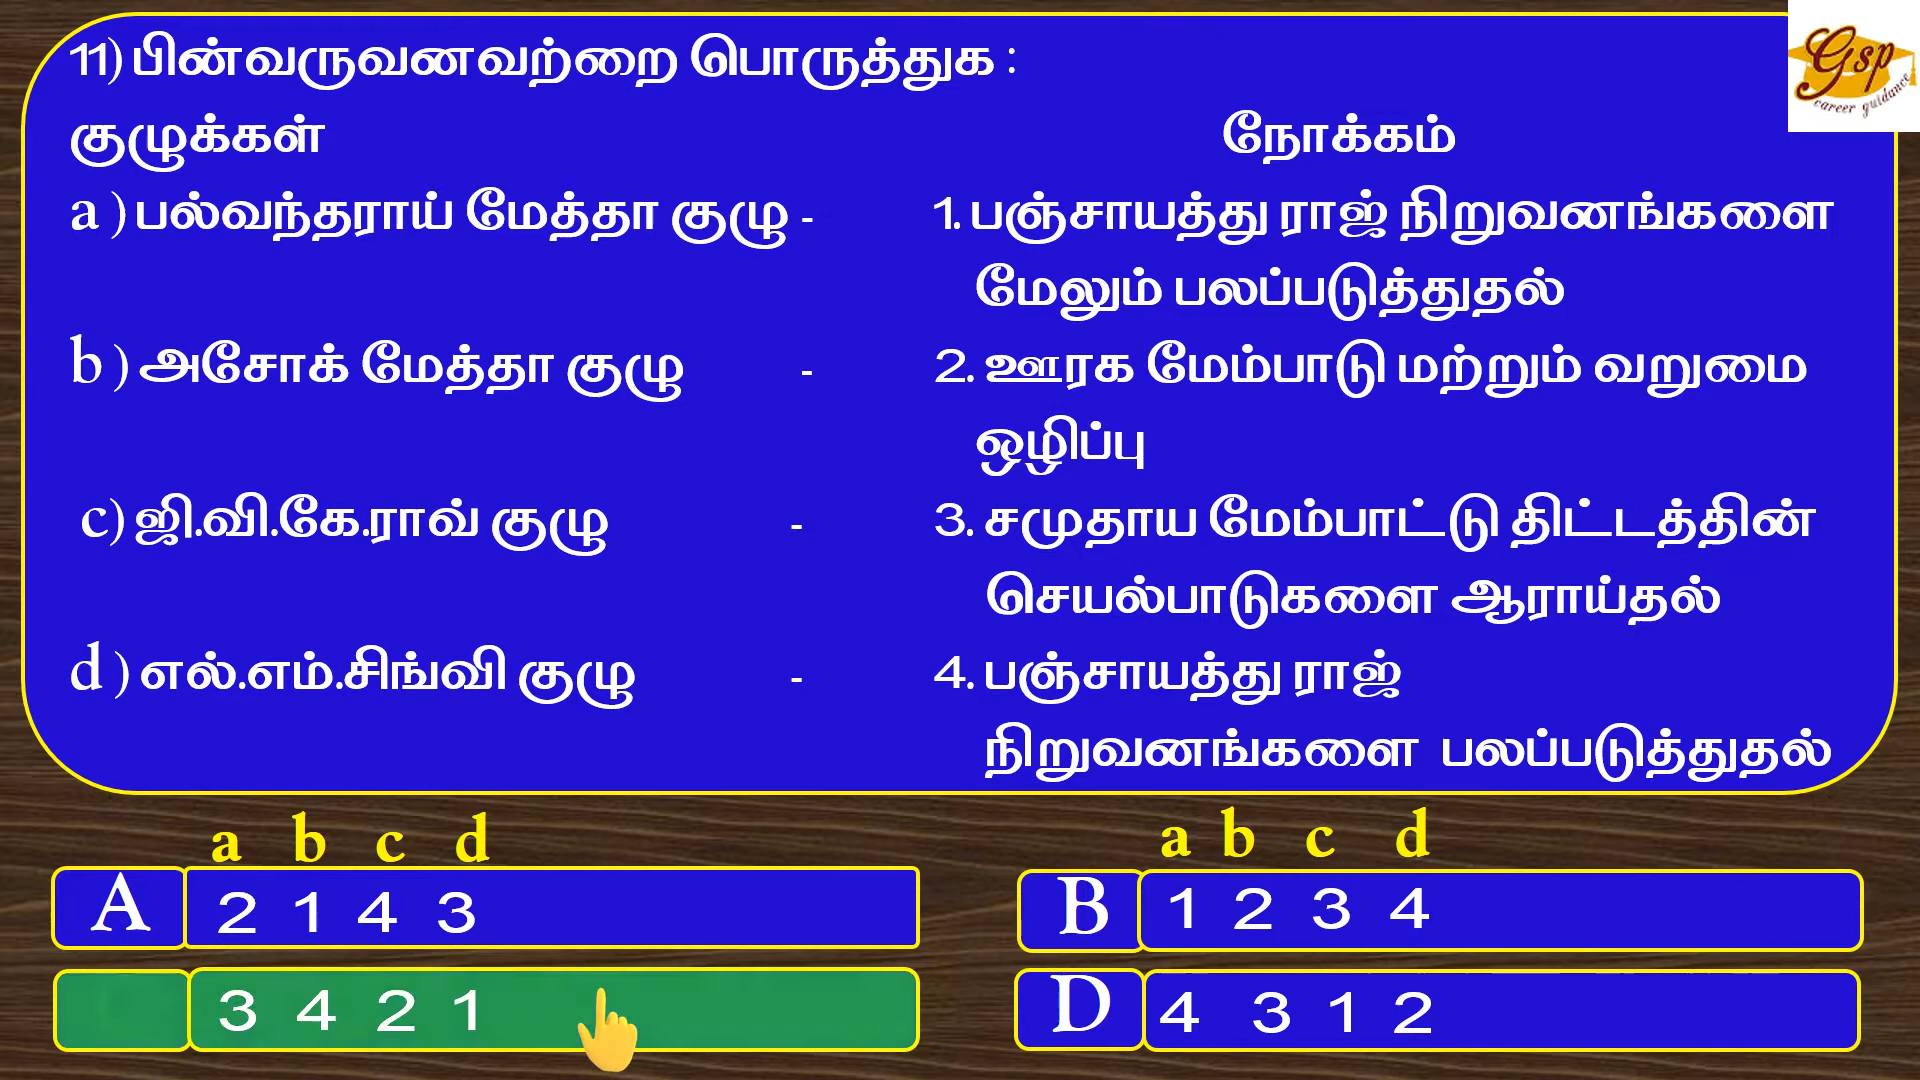 11) பின்வருவனவற்றை பொருத்துக :
Gsp
career guidance
குழுக்கள் நோக்கம்
a ) பல்வந்தராய் மேத்தா குழு - 1. பஞ்சாயத்து ராஜ் நிறுவனங்களை
மேலும் பலப்படுத்துதல்
b ) அசோக் மேத்தா குழு - 2. ஊரக மேம்பாடு மற்றும் வறுமை
ஒழிப்பு
c) ஜி.வி.கே.ராவ் குழு - 3. சமுதாய மேம்பாட்டு திட்டத்தின்
செயல்பாடுகளை ஆராய்தல்
d ) எல்.எம்.சிங்வி குழு - 4. பஞ்சாயத்து ராஜ்
நிறுவனங்களை பலப்படுத்துதல்
a b c d
A 2 1 4 3
a b c d
B 1 2 3 4
3 4 2 1
D 4 3 1 2